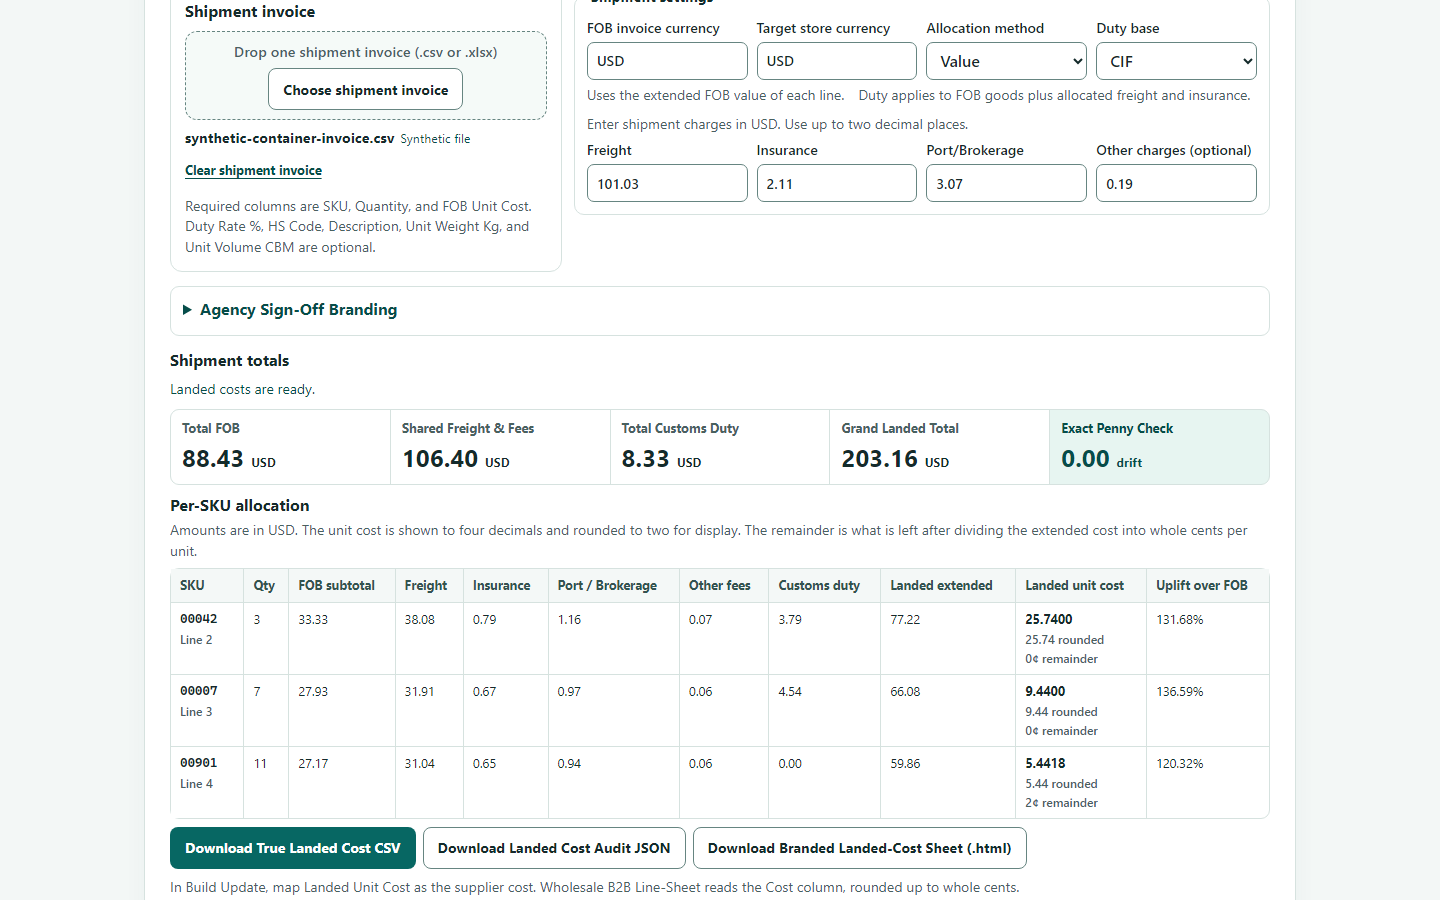 Shipment invoice
Drop one shipment invoice (.csv or .xlsx)
Choose shipment invoice
synthetic-container-invoice.csv Synthetic file
Clear shipment invoice
Required columns are SKU, Quantity, and FOB Unit Cost.
Duty Rate %, HS Code, Description, Unit Weight Kg, and
Unit Volume CBM are optional.
Shipment settings
FOB invoice currency Target store currency Allocation method Duty base
USD USD Value CIF
Uses the extended FOB value of each line. Duty applies to FOB goods plus allocated freight and insurance.
Enter shipment charges in USD. Use up to two decimal places.
Freight Insurance Port/Brokerage Other charges (optional)
101.03 2.11 3.07 0.19
Agency Sign-Off Branding
Shipment totals
Landed costs are ready.
Total FOB Shared Freight & Fees Total Customs Duty Grand Landed Total Exact Penny Check
88.43 USD 106.40 USD 8.33 USD 203.16 USD 0.00 drift
Per-SKU allocation
Amounts are in USD. The unit cost is shown to four decimals and rounded to two for display. The remainder is what is left after dividing the extended cost into whole cents per
unit.
SKU Qty FOB subtotal Freight Insurance Port / Brokerage Other fees Customs duty Landed extended Landed unit cost Uplift over FOB
00042 3 33.33 38.08 0.79 1.16 0.07 3.79 77.22 25.7400 131.68%
Line 2 25.74 rounded
0¢ remainder
00007 7 27.93 31.91 0.67 0.97 0.06 4.54 66.08 9.4400 136.59%
Line 3 9.44 rounded
0¢ remainder
00901 11 27.17 31.04 0.65 0.94 0.06 0.00 59.86 5.4418 120.32%
Line 4 5.44 rounded
2¢ remainder
Download True Landed Cost CSV Download Landed Cost Audit JSON Download Branded Landed-Cost Sheet (.html)
In Build Update, map Landed Unit Cost as the supplier cost. Wholesale B2B Line-Sheet reads the Cost column, rounded up to whole cents.